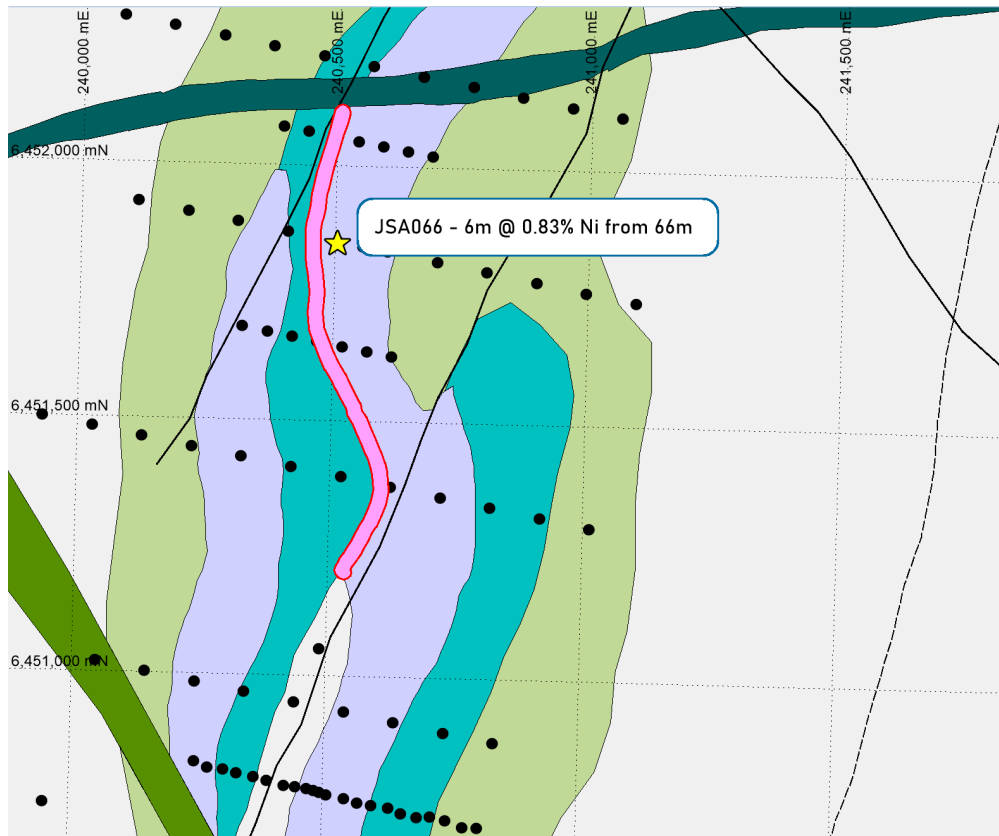 240,000 mE
240,500 mE
241,000 mE
241,500 mE
6,452,000 mN
JSA066 - 6m @ 0.83% Ni from 66m
6,451,500 mN
6,451,000 mN